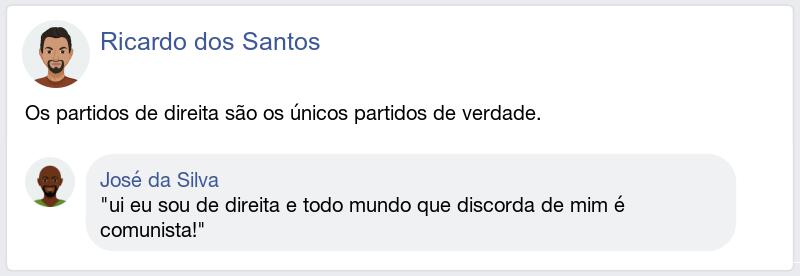 Ricardo dos Santos
Os partidos de direita são os únicos partidos de verdade.
José da Silva
"ui eu sou de direita e todo mundo que discorda de mim é
comunista!"